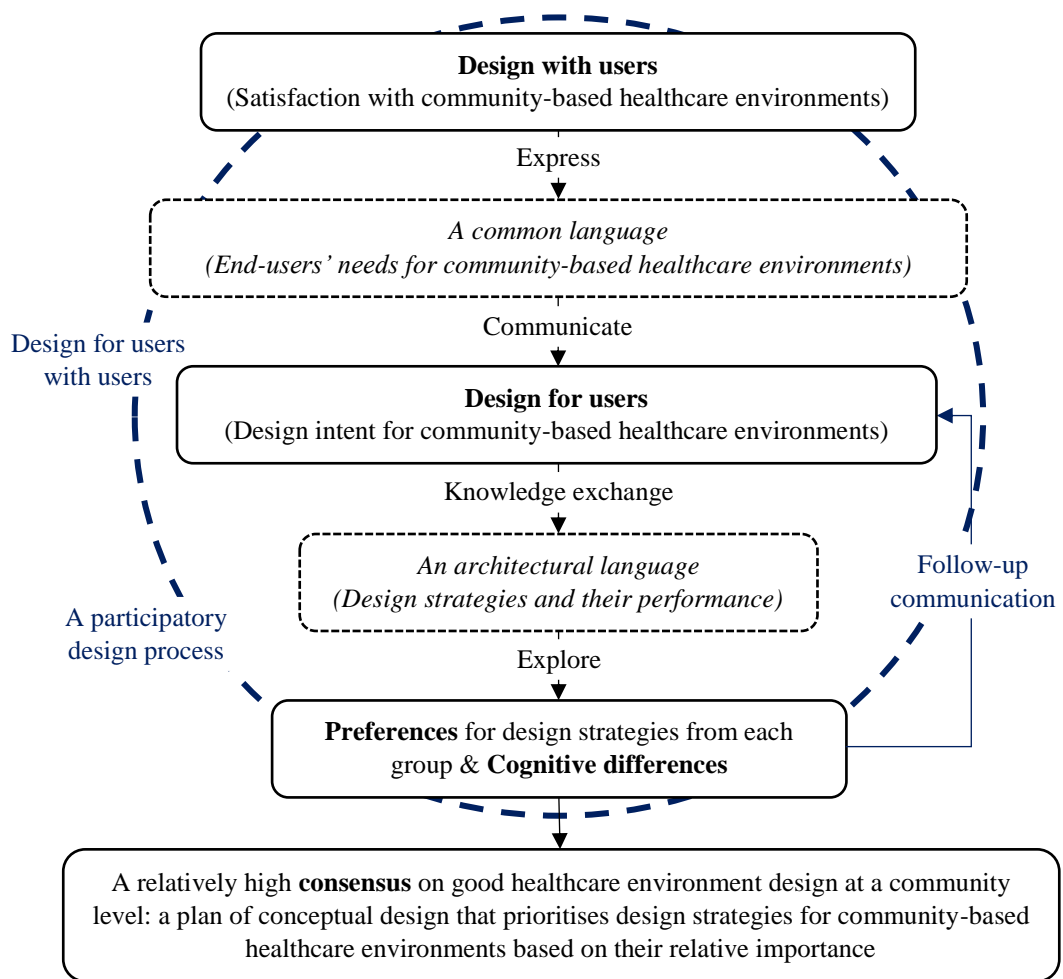 Design with users
(Satisfaction with community-based healthcare environments)
Express
A common language
(End-users’ needs for community-based healthcare environments)
Communicate
Design for users
with users
Design for users
(Design intent for community-based healthcare environments)
Knowledge exchange
An architectural language
(Design strategies and their performance)
Follow-up
communication
A participatory
design process
Explore
Preferences for design strategies from each
group & Cognitive differences
A relatively high consensus on good healthcare environment design at a community
level: a plan of conceptual design that prioritises design strategies for community-based
healthcare environments based on their relative importance